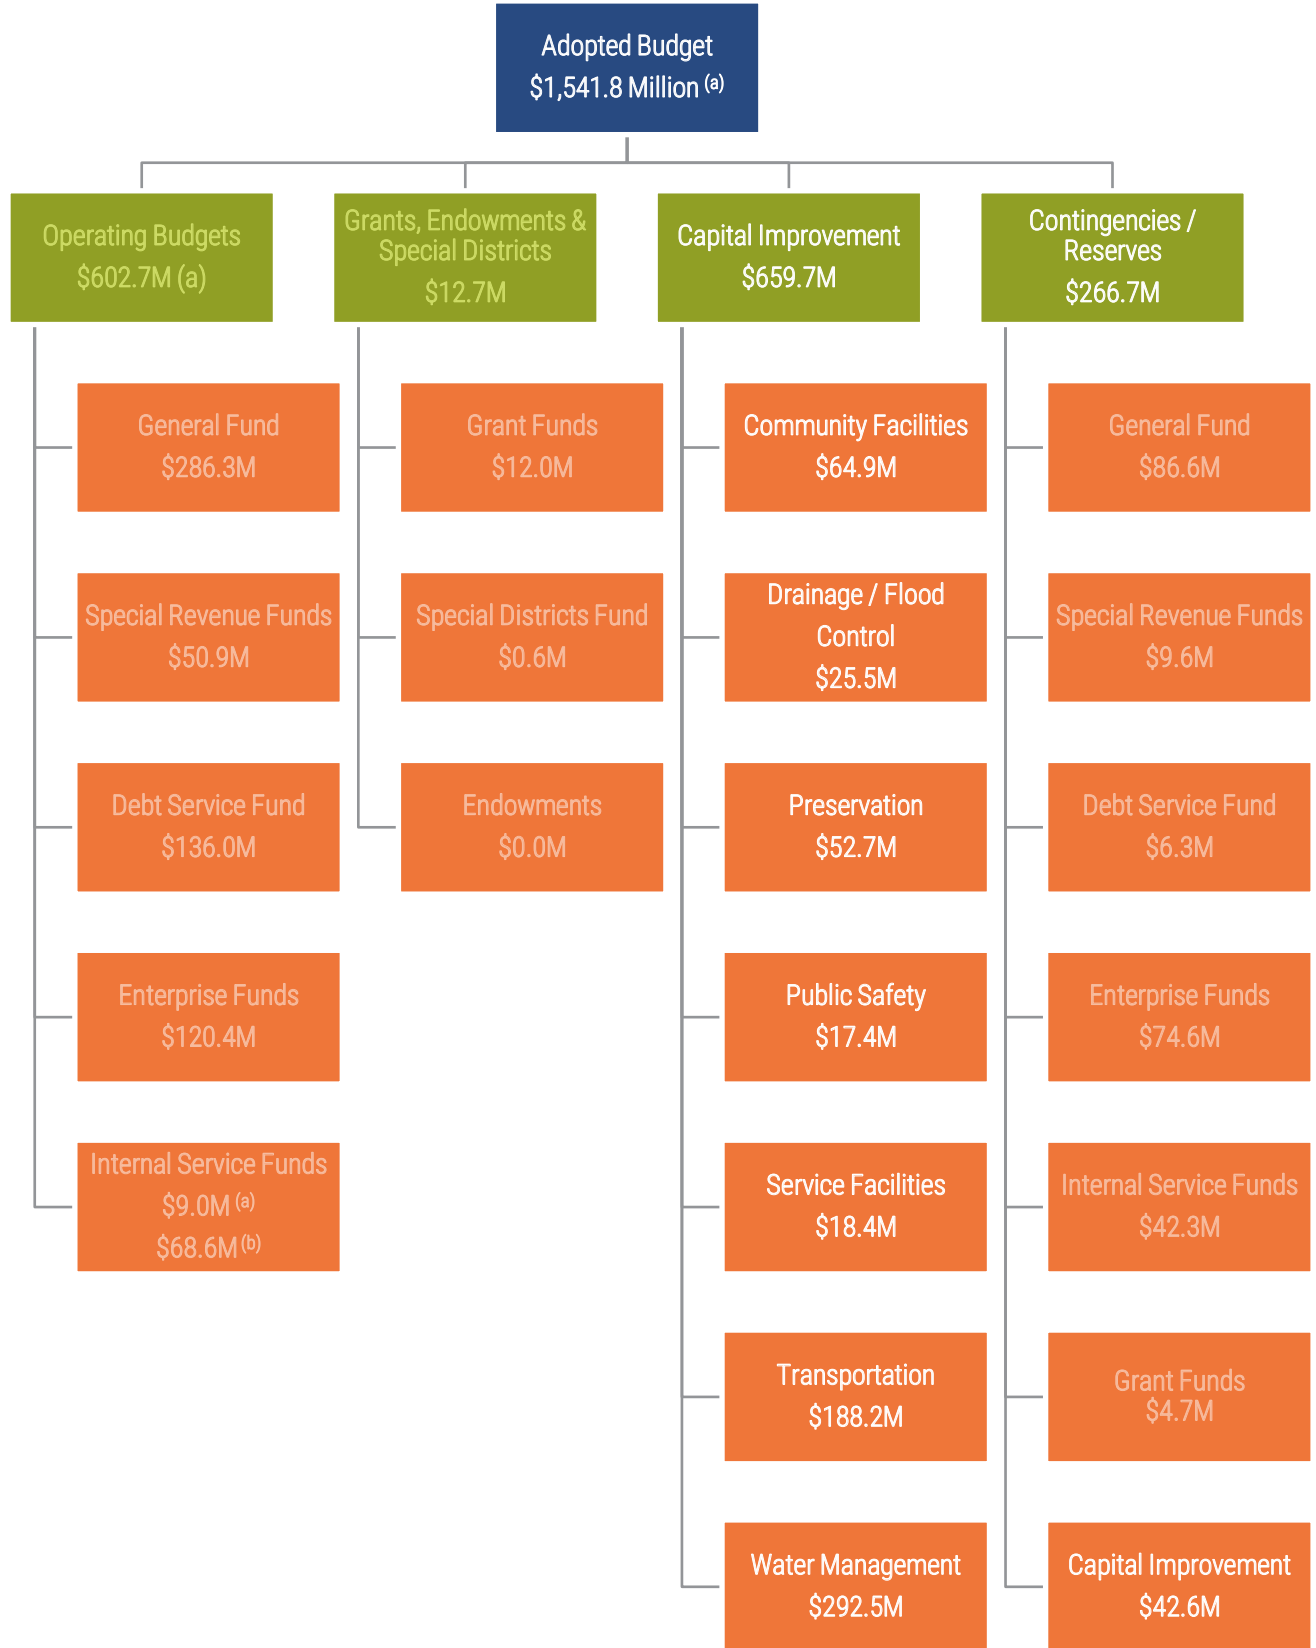 Adopted Budget
$1,541.8 Million (a)
Operating Budgets
$602.7M (a)
Grants, Endowments &
Special Districts
$12.7M
Capital Improvement
$659.7M
Contingencies /
Reserves
$266.7M
General Fund
$286.3M
Special Revenue Funds
$50.9M
Debt Service Fund
$136.0M
Enterprise Funds
$120.4M
Internal Service Funds
$9.0M (a)
$68.6M (b)
Grant Funds
$12.0M
Special Districts Fund
$0.6M
Endowments
$0.0M
Community Facilities
$64.9M
Drainage / Flood
Control
$25.5M
Preservation
$52.7M
Public Safety
$17.4M
Service Facilities
$18.4M
Transportation
$188.2M
Water Management
$292.5M
General Fund
$86.6M
Special Revenue Funds
$9.6M
Debt Service Fund
$6.3M
Enterprise Funds
$74.6M
Internal Service Funds
$42.3M
Grant Funds
$4.7M
Capital Improvement
$42.6M